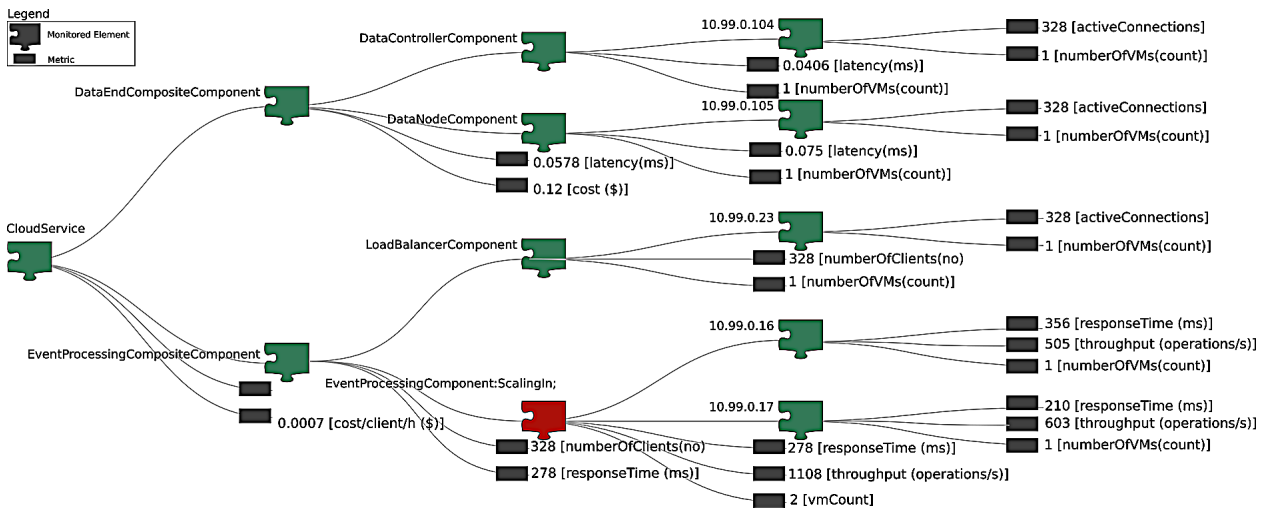 Legend
Monitored Element
Metric
DataControllerComponent
10.99.0.104
328 [activeConnections]
1 [numberOfVMs(count)]
0.0406 [latency(ms)]
1 [numberOfVMs(count)]
DataEndCompositeComponent
DataNodeComponent
10.99.0.105
328 [activeConnections]
1 [numberOfVMs(count)]
0.075 [latency(ms)]
1 [numberOfVMs(count)]
0.0578 [latency(ms)]
0.12 [cost ($)]
CloudService
LoadBalancerComponent
10.99.0.23
328 [activeConnections]
1 [numberOfVMs(count)]
328 [numberOfClients(no)
1 [numberOfVMs(count)]
EventProcessingCompositeComponent
0.0007 [cost/client/h ($)]
EventProcessingComponent:ScalingIn;
10.99.0.16
356 [responseTime (ms)]
505 [throughput (operations/s)]
1 [numberOfVMs(count)]
10.99.0.17
210 [responseTime (ms)]
603 [throughput (operations/s)]
1 [numberOfVMs(count)]
328 [numberOfClients(no)
278 [responseTime (ms)]
278 [responseTime (ms)]
1108 [throughput (operations/s)]
2 [vmCount]